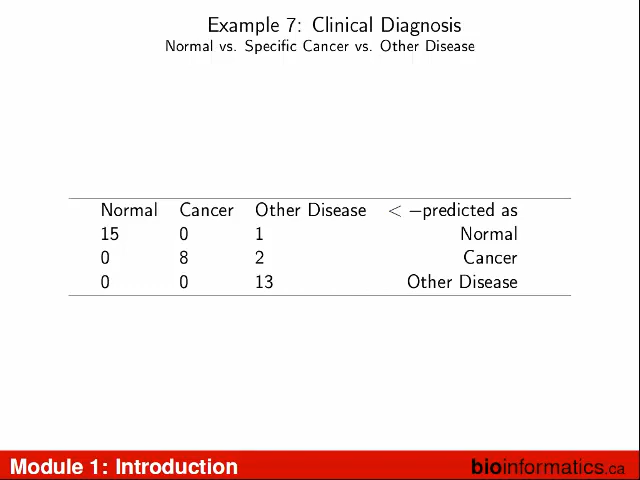 Example 7: Clinical Diagnosis
Normal vs. Specific Cancer vs. Other Disease
Normal Cancer Other Disease < −predicted as
15 0 1 Normal
0 8 2 Cancer
0 0 13 Other Disease
Module 1: Introduction bioinformatics.ca